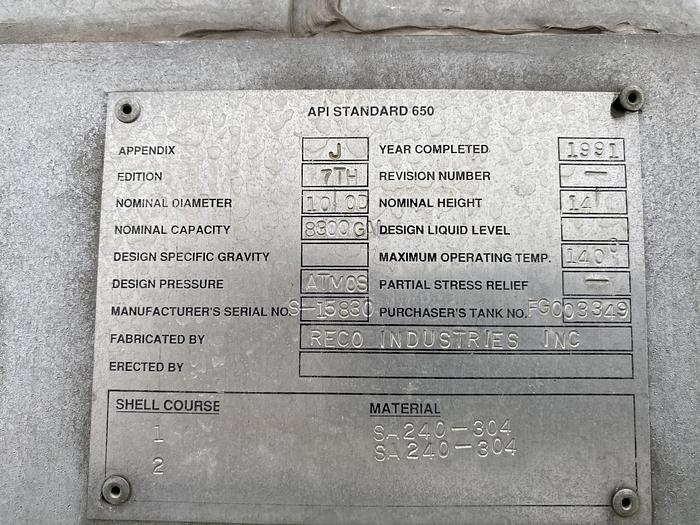 API STANDARD 650
APPENDIX J YEAR COMPLETED 1991
EDITION 7TH REVISION NUMBER —
NOMINAL DIAMETER 10' OD NOMINAL HEIGHT 14'
NOMINAL CAPACITY 8300GAL DESIGN LIQUID LEVEL
DESIGN SPECIFIC GRAVITY MAXIMUM OPERATING TEMP. 140°
DESIGN PRESSURE ATMOS PARTIAL STRESS RELIEF —
MANUFACTURER'S SERIAL NO. S-15830 PURCHASER'S TANK NO. FG003349
FABRICATED BY RECO INDUSTRIES INC
ERECTED BY
SHELL COURSE MATERIAL
1 SA240-304
2 SA240-304